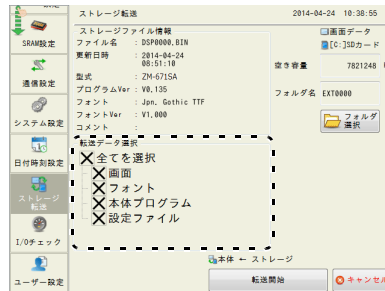 設定
ストレージ転送
2014-04-24 10:38:55
SRAM設定
通信設定
システム設定
日付時刻設定
ストレージ
転送
I/Oチェック
ユーザー設定
ストレージファイル情報
ファイル名 : DSP0000.BIN
更新日時 : 2014-04-24
08:51:10
型式 : ZM-671SA
プログラムVer : V0.135
フォント : Jpn. Gothic TTF
フォントVer : V1.000
コメント :
画面データ
[C:]SDカード
空き容量 7821248
フォルダ名 EXT0000
フォルダ
選択
転送データ選択
全てを選択
画面
フォント
本体プログラム
設定ファイル
本体 ← ストレージ
転送開始
キャンセル